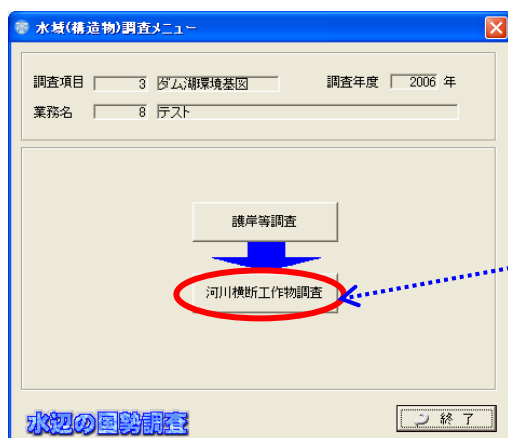 水域(構造物)調査メニュー
調査項目 3 ダム湖環境基図 調査年度 2006 年
業務名 8 テスト
護岸等調査
河川横断工作物調査
水辺の国勢調査 終 了